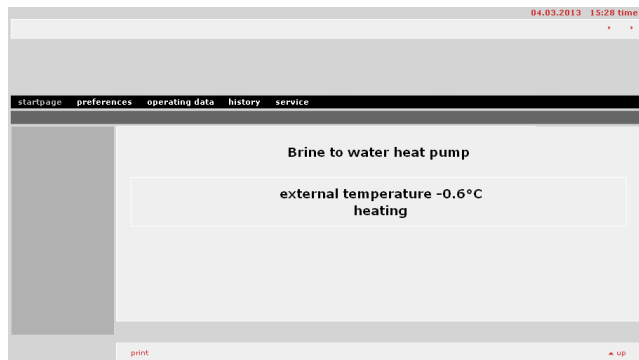 04.03.2013 15:28 time
startpage preferences operating data history service
Brine to water heat pump
external temperature -0.6°C
heating
print up